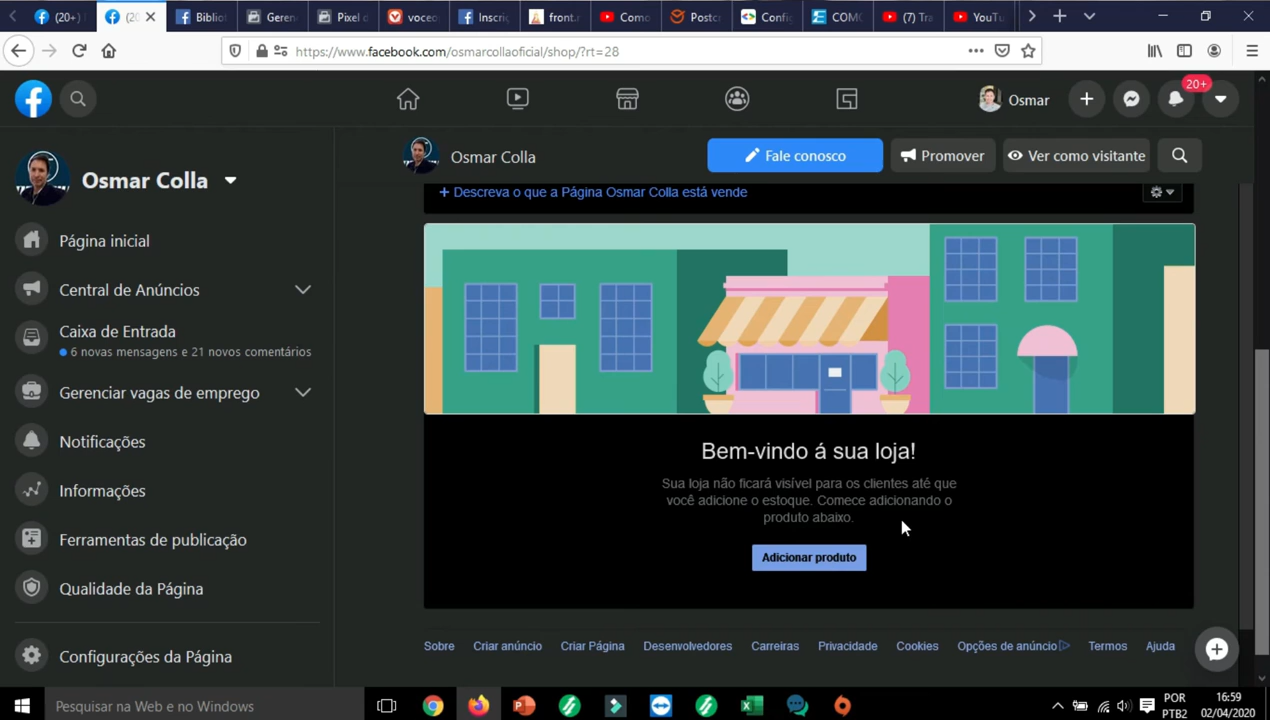 (20+)
(20
Biblio
Geren
Pixel d
voceo
Inscriç
front.r
Como
Postcr
Config
COMO
(7) Tra
YouTu
https://www.facebook.com/osmarcollaoficial/shop/?rt=28
Osmar
20+
Osmar Colla
Osmar Colla
Fale conosco
Promover
Ver como visitante
+ Descreva o que a Página Osmar Colla está vende
Página inicial
Central de Anúncios
Caixa de Entrada
6 novas mensagens e 21 novos comentários
Gerenciar vagas de emprego
Notificações
Informações
Ferramentas de publicação
Qualidade da Página
Configurações da Página
Bem-vindo á sua loja!
Sua loja não ficará visível para os clientes até que
você adicione o estoque. Comece adicionando o
produto abaixo.
Adicionar produto
Sobre
Criar anúncio
Criar Página
Desenvolvedores
Carreiras
Privacidade
Cookies
Opções de anúncio
Termos
Ajuda
Pesquisar na Web e no Windows
POR
PTB2
16:59
02/04/2020